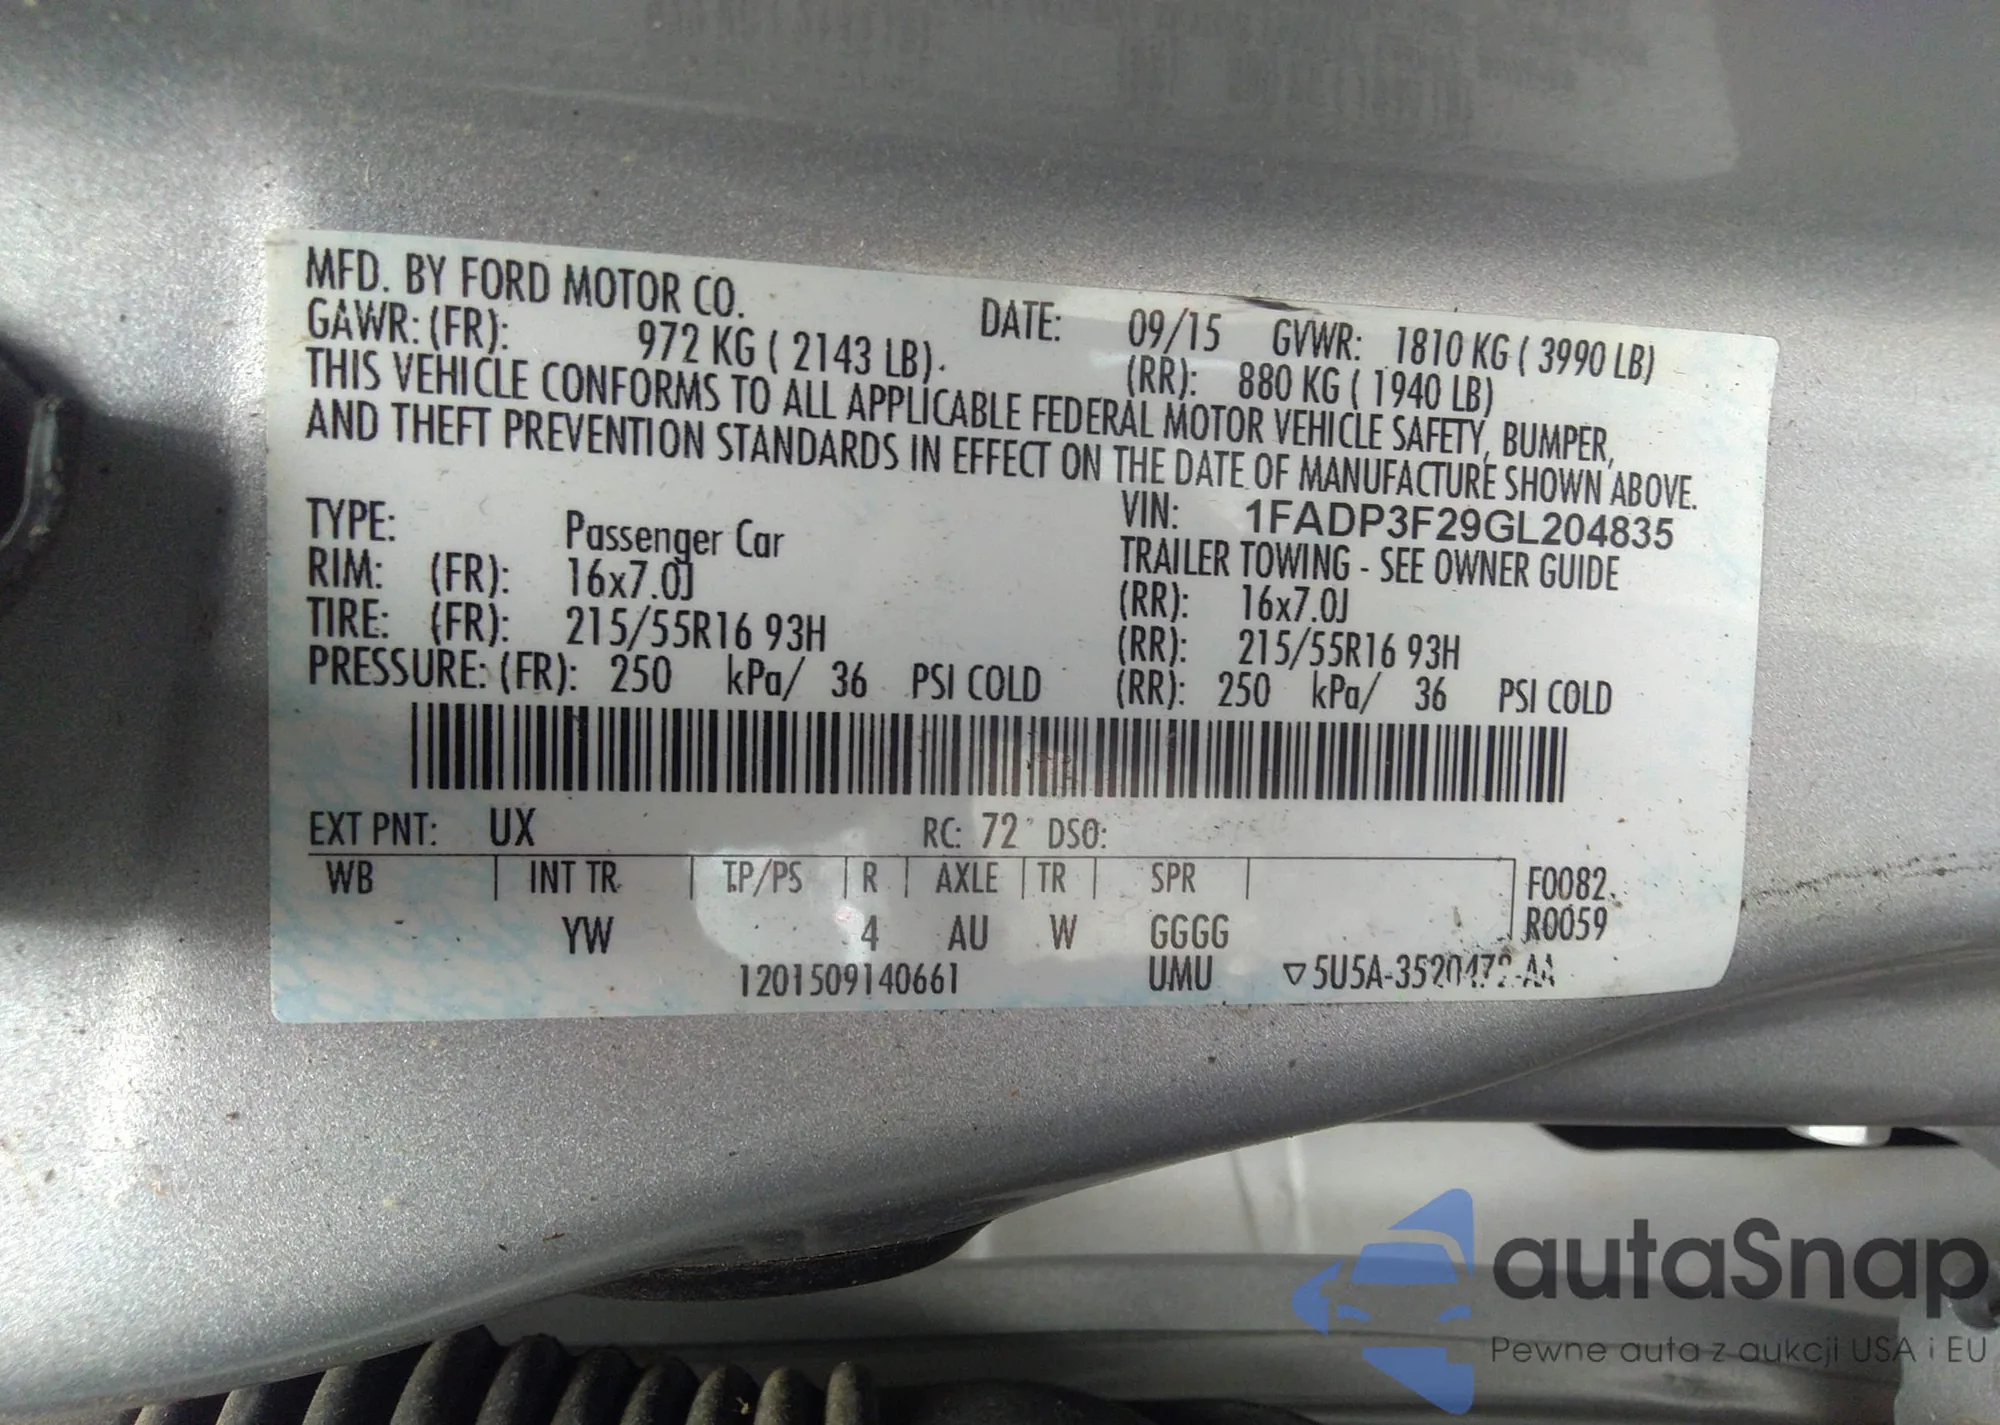 MFD. BY FORD MOTOR CO.
DATE: 09/15 GVWR: 1810 KG ( 3990 LB)
GAWR: (FR): 972 KG ( 2143 LB). (RR): 880 KG ( 1940 LB)
THIS VEHICLE CONFORMS TO ALL APPLICABLE FEDERAL MOTOR VEHICLE SAFETY, BUMPER,
AND THEFT PREVENTION STANDARDS IN EFFECT ON THE DATE OF MANUFACTURE SHOWN ABOVE.
VIN: 1FADP3F29GL204835
TYPE: Passenger Car TRAILER TOWING - SEE OWNER GUIDE
RIM: (FR): 16x7.0J (RR): 16x7.0J
TIRE: (FR): 215/55R16 93H (RR): 215/55R16 93H
PRESSURE: (FR): 250 kPa/ 36 PSI COLD (RR): 250 kPa/ 36 PSI COLD
EXT PNT: UX RC: 72 DSO:
WB INT TR T.P/PS R AXLE TR SPR F0082
YW 4 AU W GGGG R0059
1201509140661 UMU ▽5U5A-3520472-AA
autaSnap
Pewne auta z aukcji USA i EU